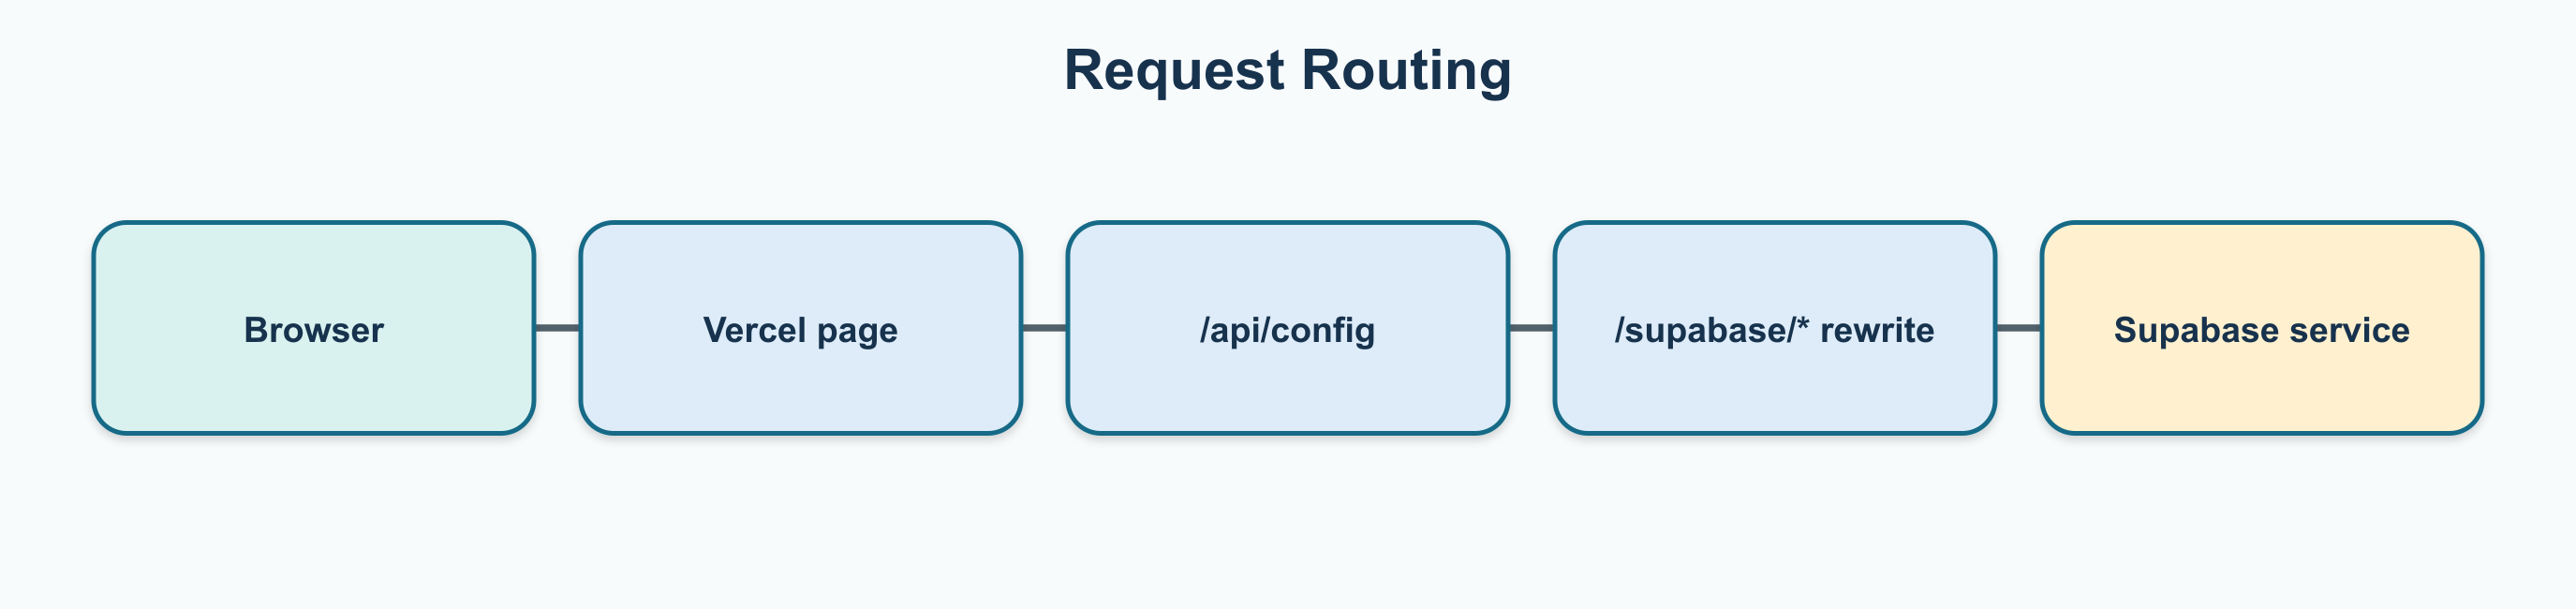 Request Routing
Browser
Vercel page
/api/config
/supabase/* rewrite
Supabase service